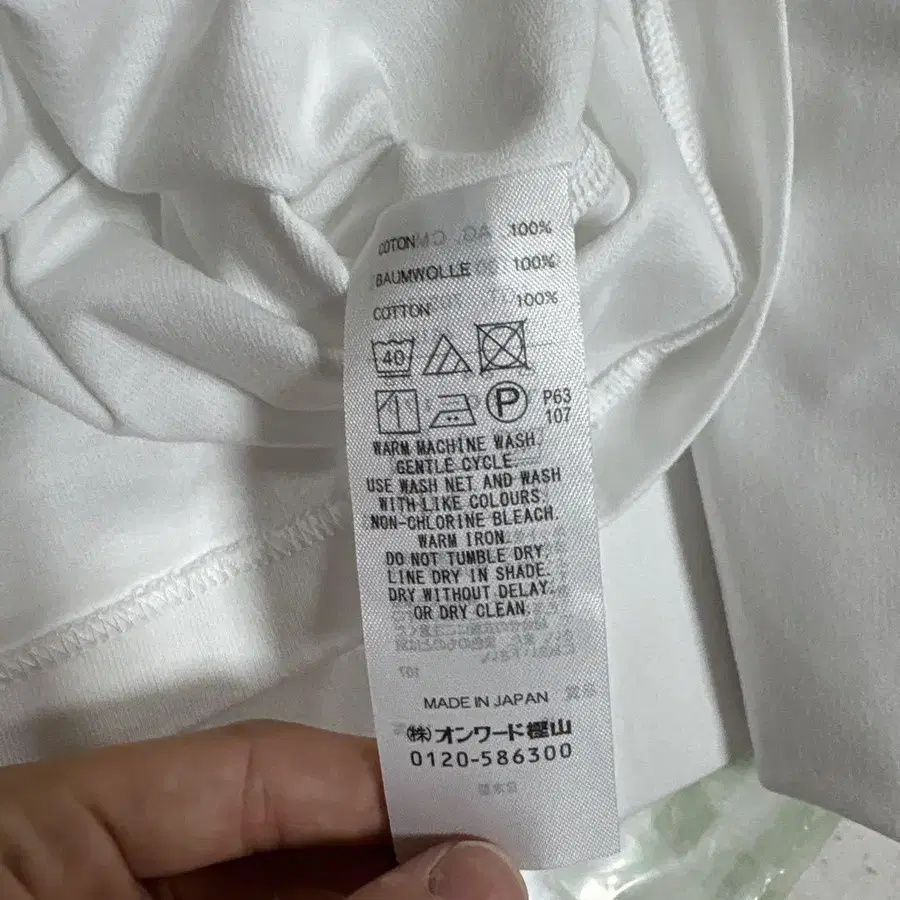 COTON 100%
BAUMWOLLE 100%
COTTON 100%
40
P P63
107
WARM MACHINE WASH.
GENTLE CYCLE.
USE WASH NET AND WASH
WITH LIKE COLOURS.
NON-CHLORINE BLEACH.
WARM IRON.
DO NOT TUMBLE DRY.
LINE DRY IN SHADE.
DRY WITHOUT DELAY.
OR DRY CLEAN.
MADE IN JAPAN
㈱オンワード樫山
0120-586300